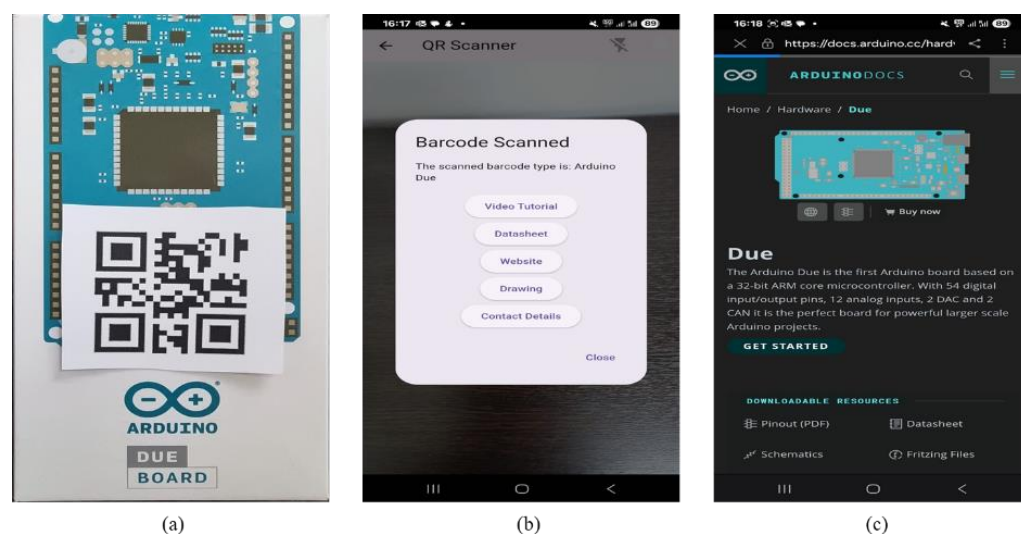 ARDUINO
DUE
BOARD
(a)
16:17
89
QR Scanner
Barcode Scanned
The scanned barcode type is: Arduino
Due
Video Tutorial
Datasheet
Website
Drawing
Contact Details
Close
(b)
16:18
89
https://docs.arduino.cc/hard
ARDUINODOCS
Home / Hardware / Due
Buy now
Due
The Arduino Due is the first Arduino board based on
a 32-bit ARM core microcontroller. With 54 digital
input/output pins, 12 analog inputs, 2 DAC and 2
CAN it is the perfect board for powerful larger scale
Arduino projects.
GET STARTED
DOWNLOADABLE RESOURCES
Pinout (PDF)
Datasheet
Schematics
Fritzing Files
(c)